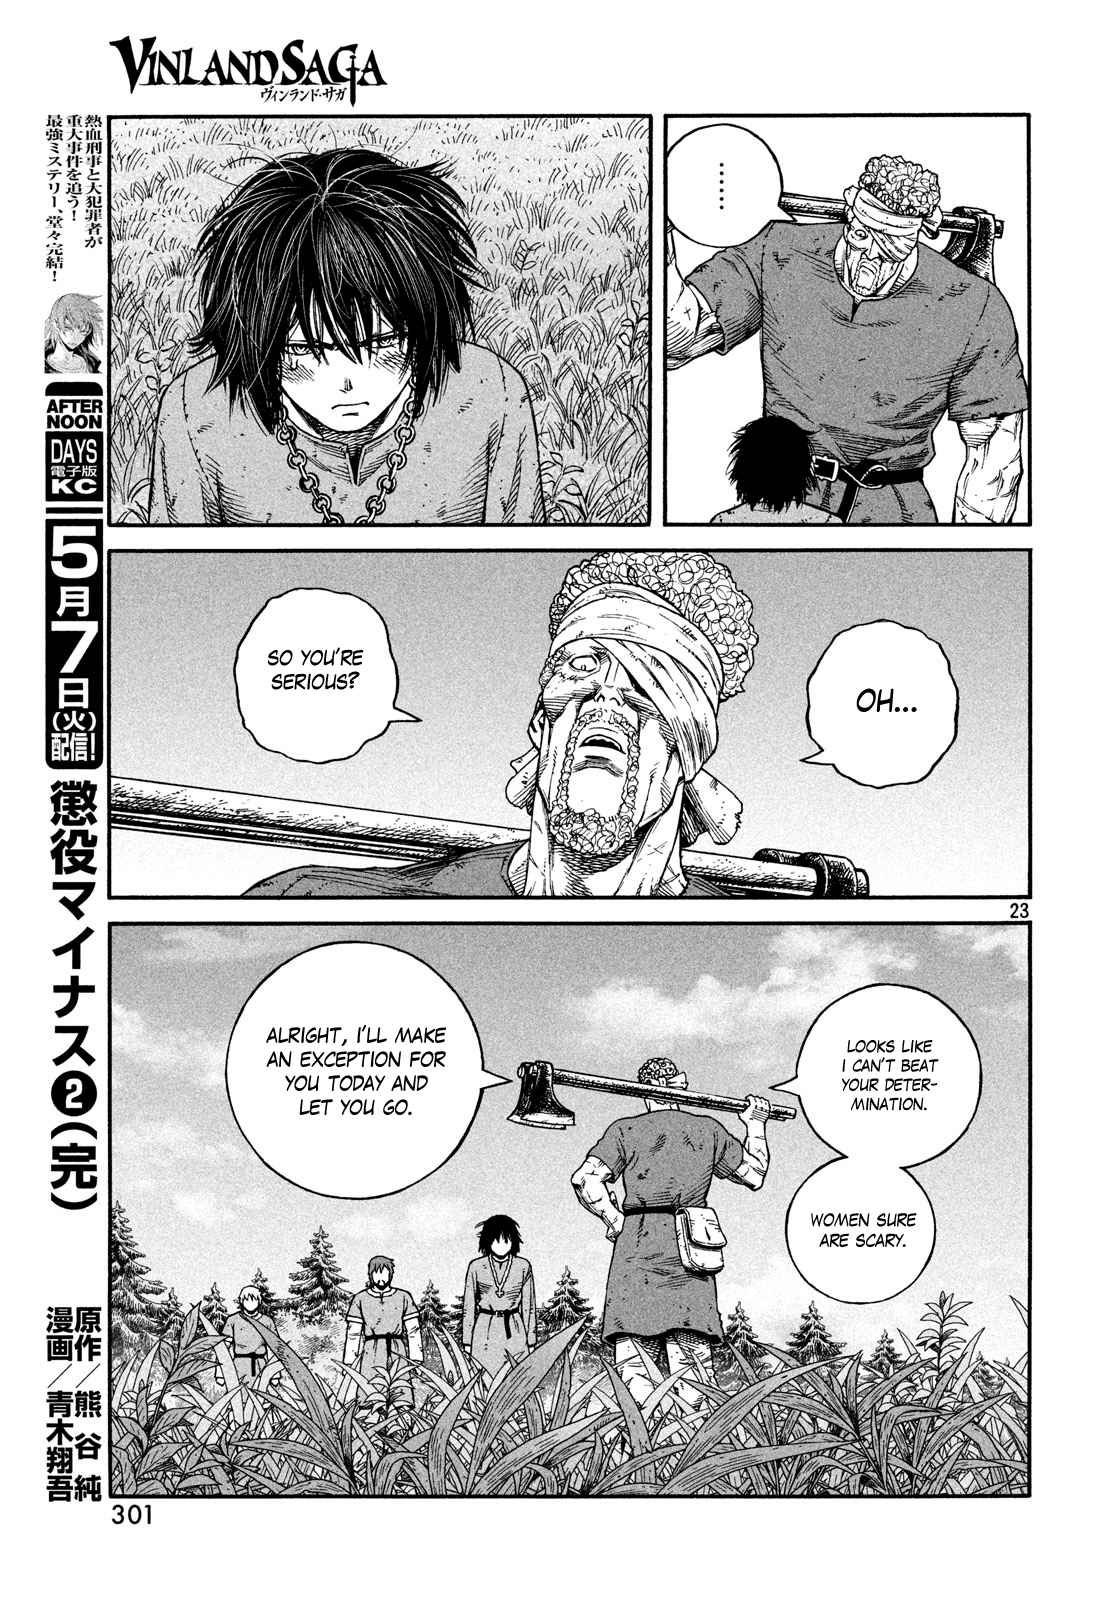 VINLAND SAGA
ヴィンランド・サガ
熱血刑事と大犯罪者が
重大事件を追う!
最強ミステリー、堂々完結!
AFTER
NOON
DAYS
電子版
KC
5月7日(火)配信!
懲役マイナス❷(完)
原作/熊谷純
漫画/青木翔吾
………
OH...
SO YOU'RE
SERIOUS?
23
LOOKS LIKE
I CAN'T BEAT
YOUR DETER-
MINATION.
WOMEN SURE
ARE SCARY.
ALRIGHT, I'LL MAKE
AN EXCEPTION FOR
YOU TODAY AND
LET YOU GO.
301